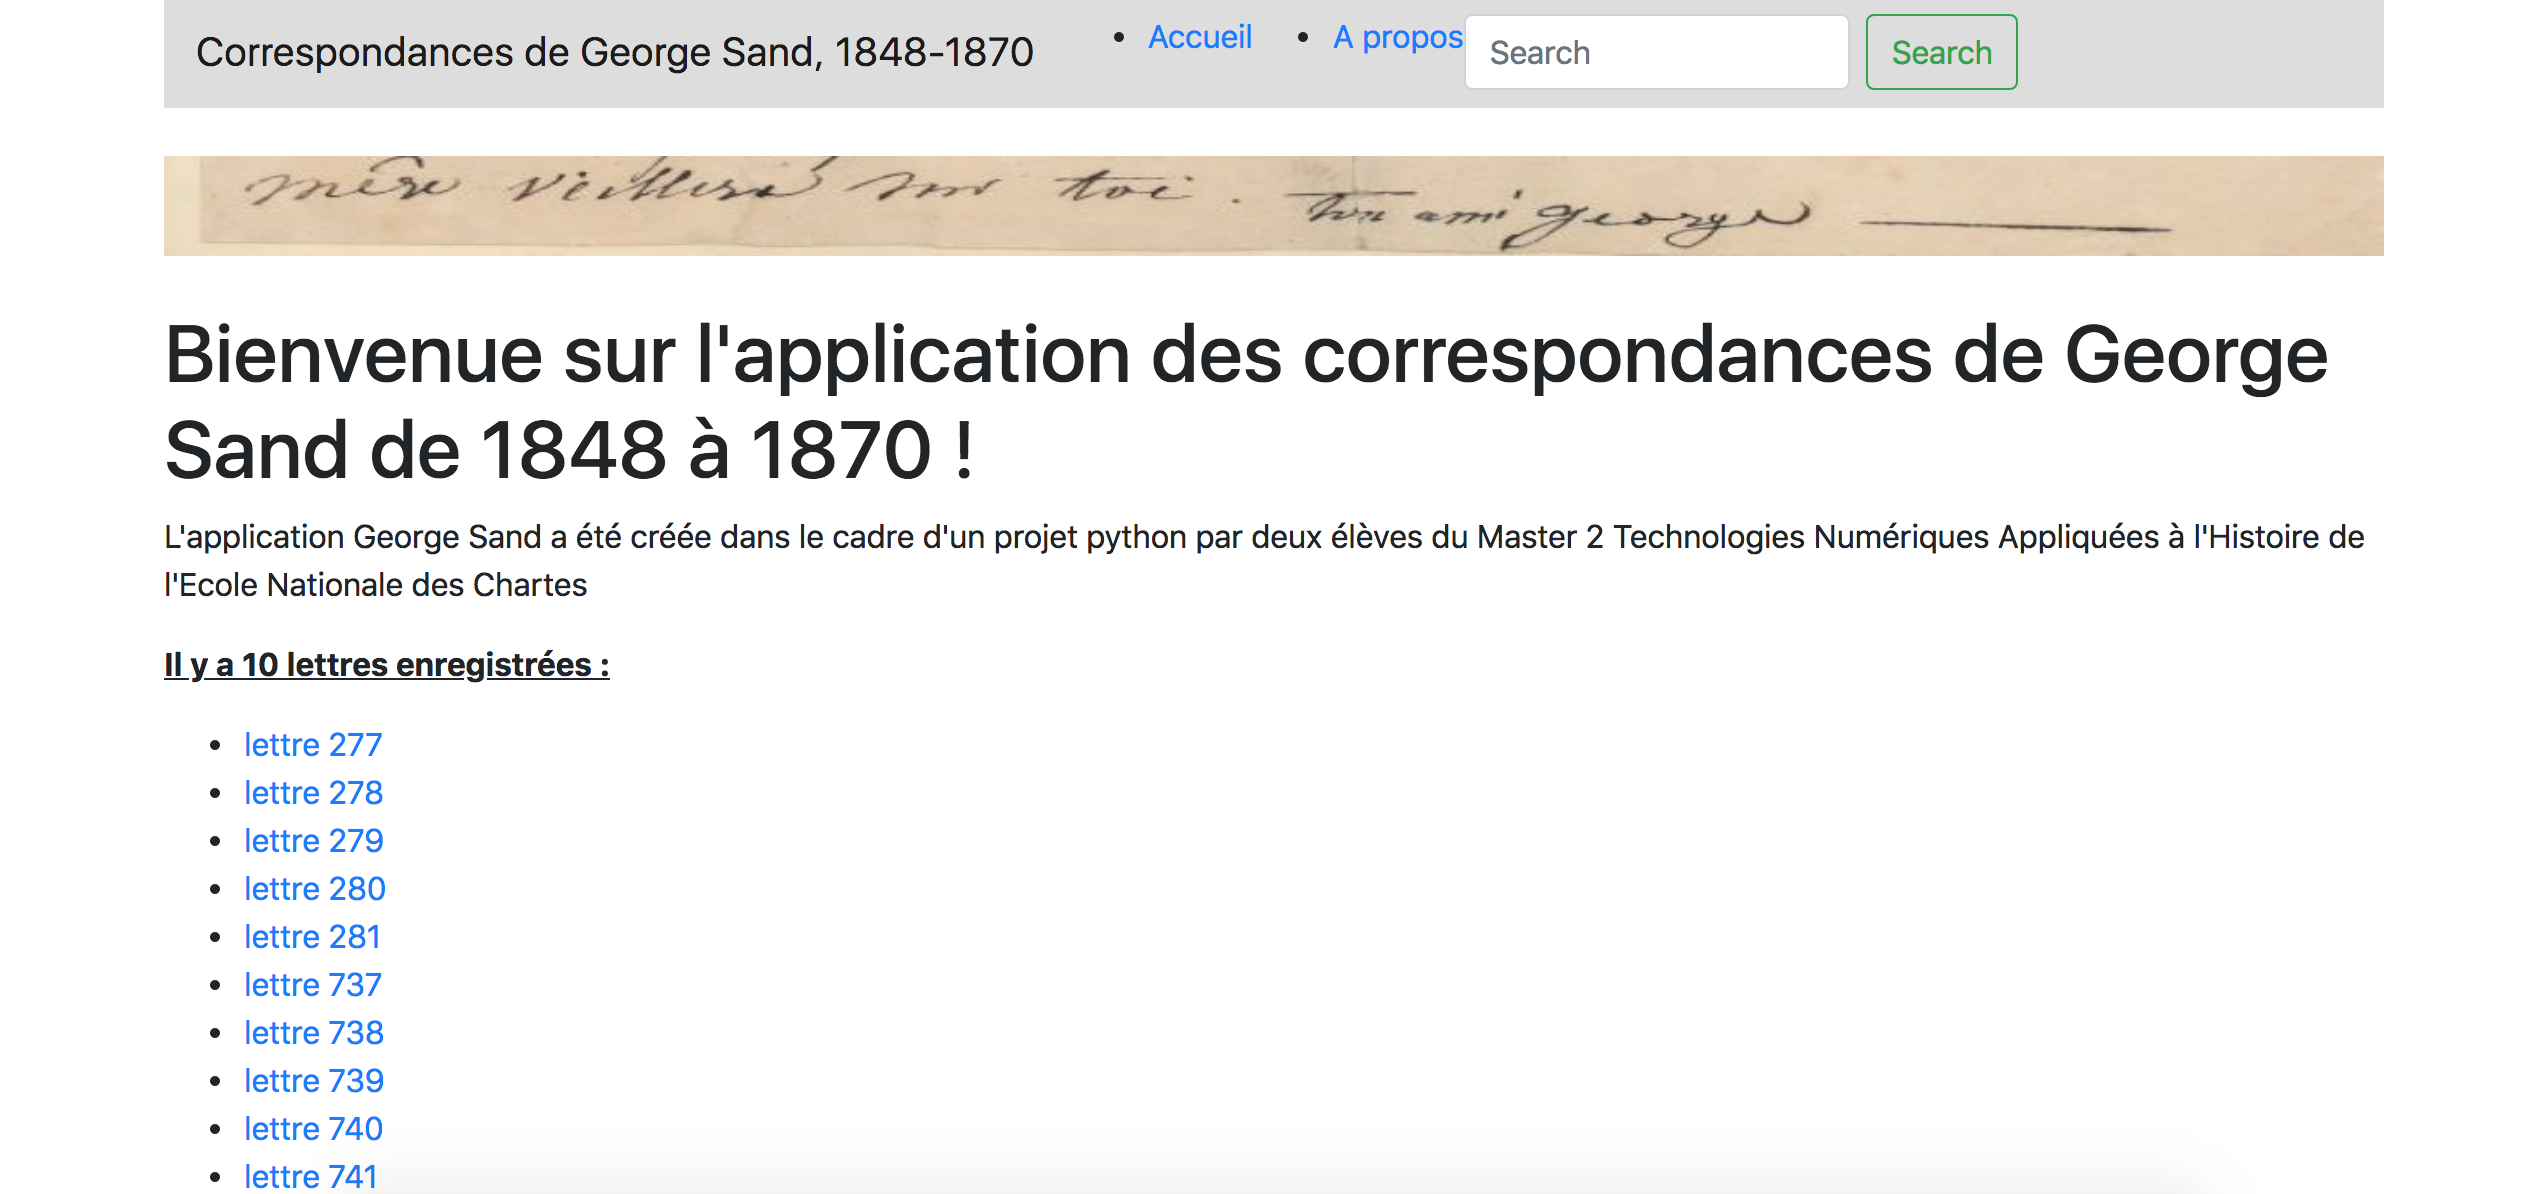 Correspondances de George Sand, 1848-1870
Accueil
A propos
Search
Search
mère veillera sur toi. ton ami george
Bienvenue sur l'application des correspondances de George
Sand de 1848 à 1870 !
L'application George Sand a été créée dans le cadre d'un projet python par deux élèves du Master 2 Technologies Numériques Appliquées à l'Histoire de
l'Ecole Nationale des Chartes
Il y a 10 lettres enregistrées :
lettre 277
lettre 278
lettre 279
lettre 280
lettre 281
lettre 737
lettre 738
lettre 739
lettre 740
lettre 741